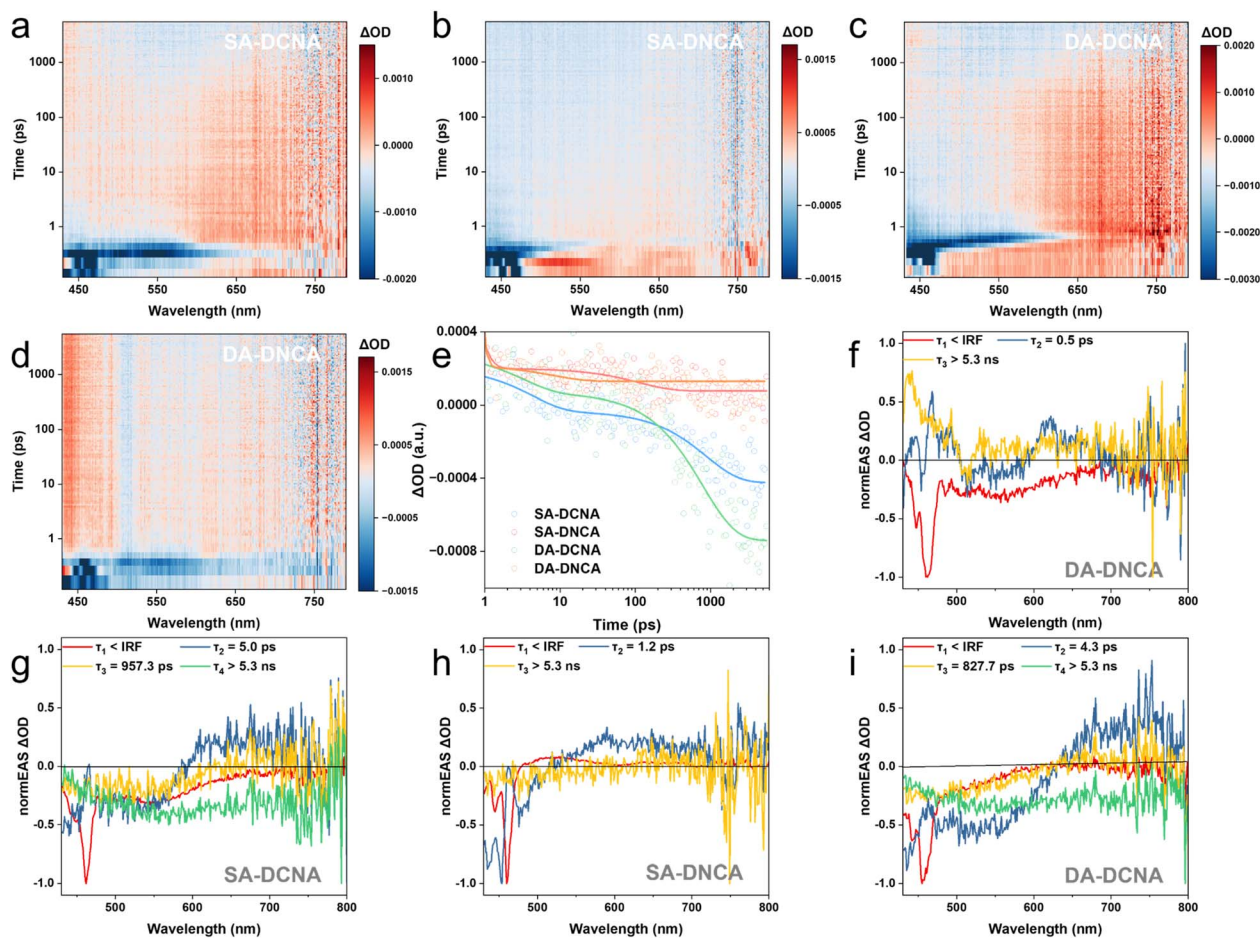 a
SA-DCNA
ΔOD
0.0010
0.0000
-0.0010
-0.0020
1000
100
10
1
Time (ps)
450
550
650
750
Wavelength (nm)
b
SA-DNCA
ΔOD
0.0015
0.0005
-0.0005
-0.0015
1000
100
10
1
Time (ps)
450
550
650
750
Wavelength (nm)
c
DA-DCNA
ΔOD
0.0020
0.0010
0.0000
-0.0010
-0.0020
-0.0030
1000
100
10
1
Time (ps)
450
550
650
750
Wavelength (nm)
d
DA-DNCA
ΔOD
0.0015
0.0005
-0.0005
-0.0015
1000
100
10
1
Time (ps)
450
550
650
750
Wavelength (nm)
e
0.0004
0.0000
−0.0004
−0.0008
ΔOD (a.u.)
SA-DCNA
SA-DNCA
DA-DCNA
DA-DNCA
1
10
100
1000
Time (ps)
f
τ1 < IRF
τ2 = 0.5 ps
τ3 > 5.3 ns
1.0
0.5
0.0
-0.5
-1.0
normEAS ΔOD
DA-DNCA
500
600
700
800
Wavelength (nm)
g
τ1 < IRF
τ2 = 5.0 ps
τ3 = 957.3 ps
τ4 > 5.3 ns
1.0
0.5
0.0
-0.5
-1.0
normEAS ΔOD
SA-DCNA
500
600
700
800
Wavelength (nm)
h
τ1 < IRF
τ2 = 1.2 ps
τ3 > 5.3 ns
1.0
0.5
0.0
-0.5
-1.0
normEAS ΔOD
SA-DNCA
500
600
700
800
Wavelength (nm)
i
τ1 < IRF
τ2 = 4.3 ps
τ3 = 827.7 ps
τ4 > 5.3 ns
1.0
0.5
0.0
-0.5
-1.0
normEAS ΔOD
DA-DCNA
500
600
700
800
Wavelength (nm)